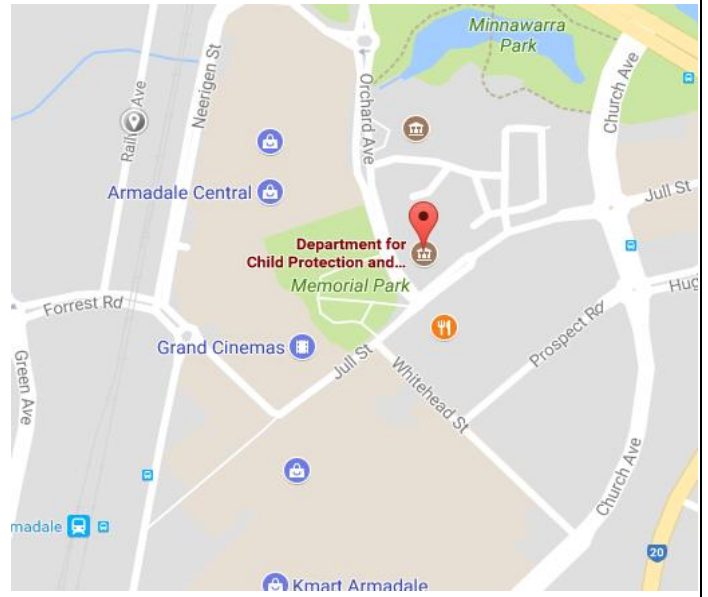 Minnawarra
Park
Neerigen St
Orchard Ave
Church Ave
Ave
Armadale Central
Jull St
Department for
Child Protection and...
Memorial Park
Forrest Rd
Grand Cinemas
Jull St
Prospect Rd
Green Ave
Whitehead St
Church Ave
madale
20
Kmart Armadale